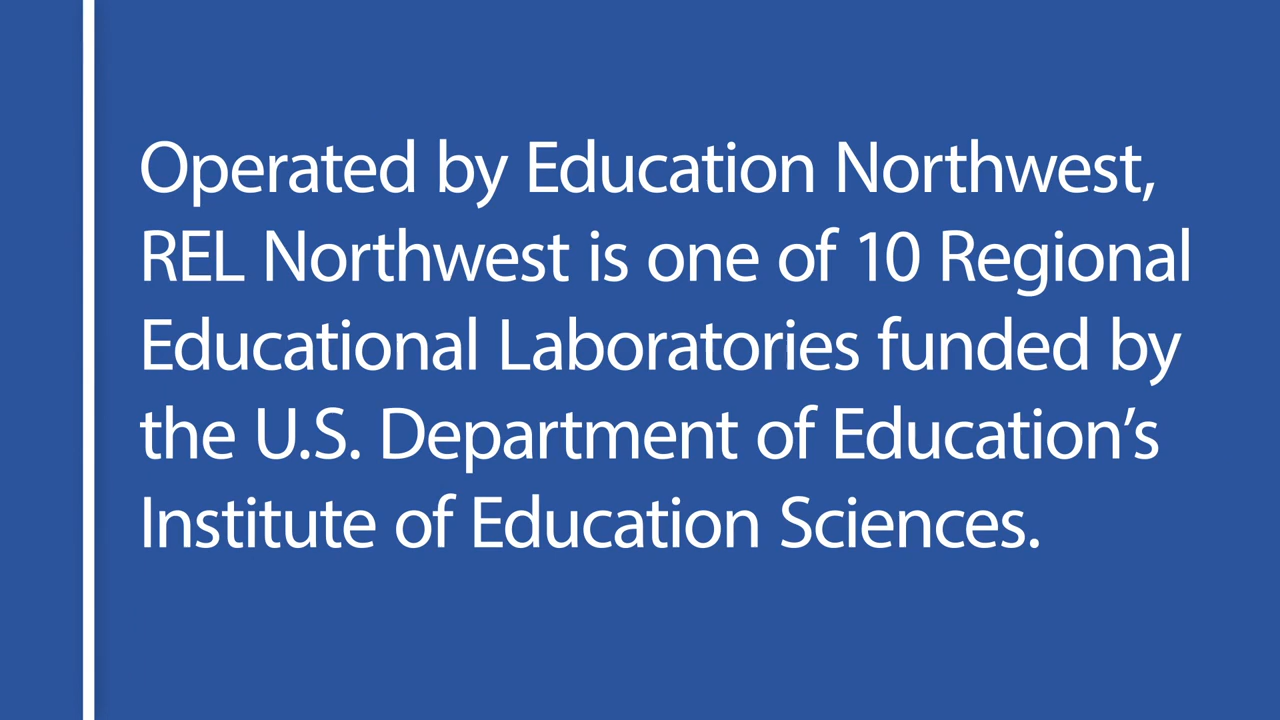 Operated by Education Northwest,
REL Northwest is one of 10 Regional
Educational Laboratories funded by
the U.S. Department of Education’s
Institute of Education Sciences.